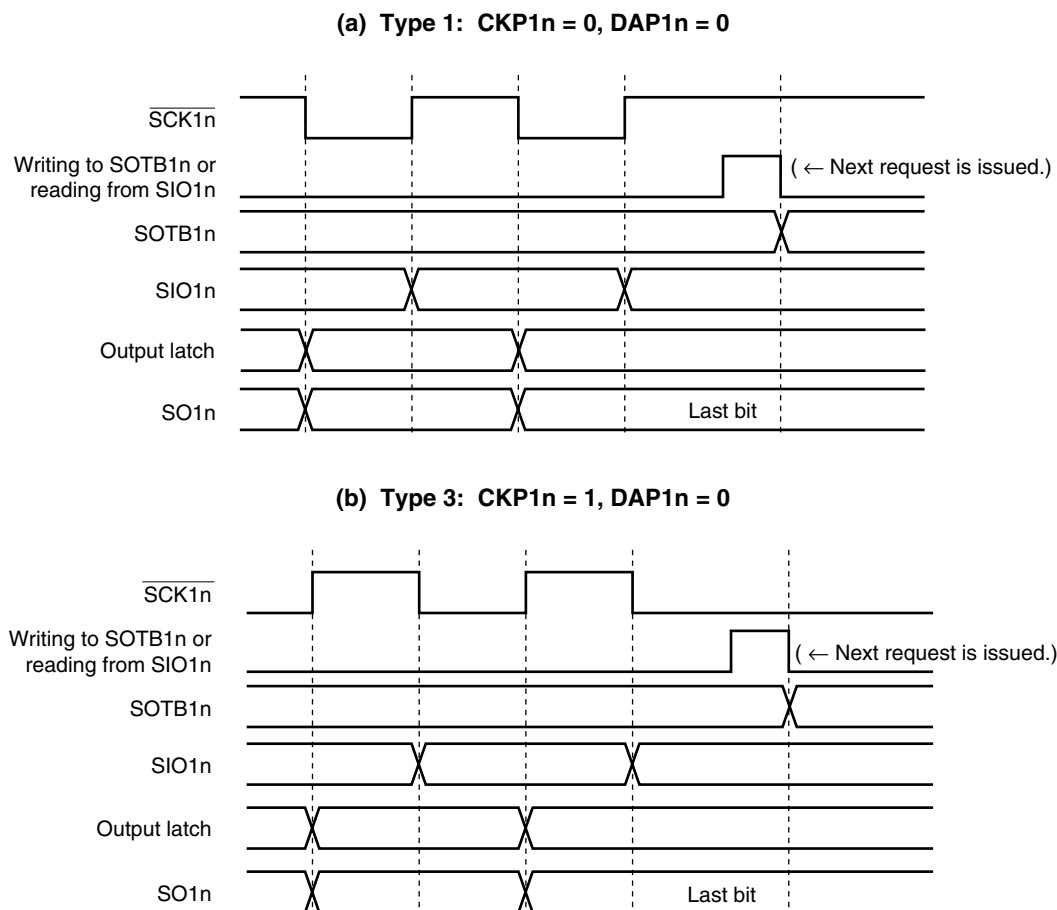 (a) Type 1: CKP1n = 0, DAP1n = 0
SCK1n
Writing to SOTB1n or
reading from SIO1n
( ← Next request is issued.)
SOTB1n
SIO1n
Output latch
SO1n
Last bit
(b) Type 3: CKP1n = 1, DAP1n = 0
SCK1n
Writing to SOTB1n or
reading from SIO1n
( ← Next request is issued.)
SOTB1n
SIO1n
Output latch
SO1n
Last bit